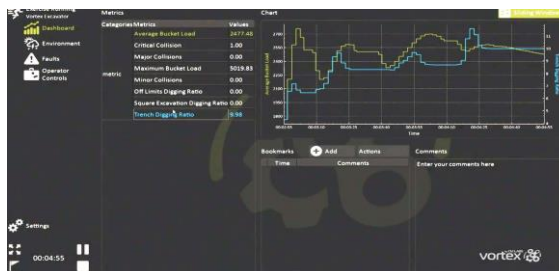 Exercise Running
Vortex Excavator
Dashboard
Environment
Faults
Operator
Controls
Settings
00:04:55
Metrics
Categories Metrics Values
metric
Average Bucket Load 2477.48
Critical Collision 1.00
Major Collisions 0.00
Maximum Bucket Load 5019.83
Minor Collisions 0.00
Off Limits Digging Ratio 0.00
Square Excavation Digging Ratio 0.00
Trench Digging Ratio 9.98
Chart
Sliding Window
Average Bucket Load
Time
Bookmarks Add Actions
Time Comments
Comments
Enter your comments here
vortex